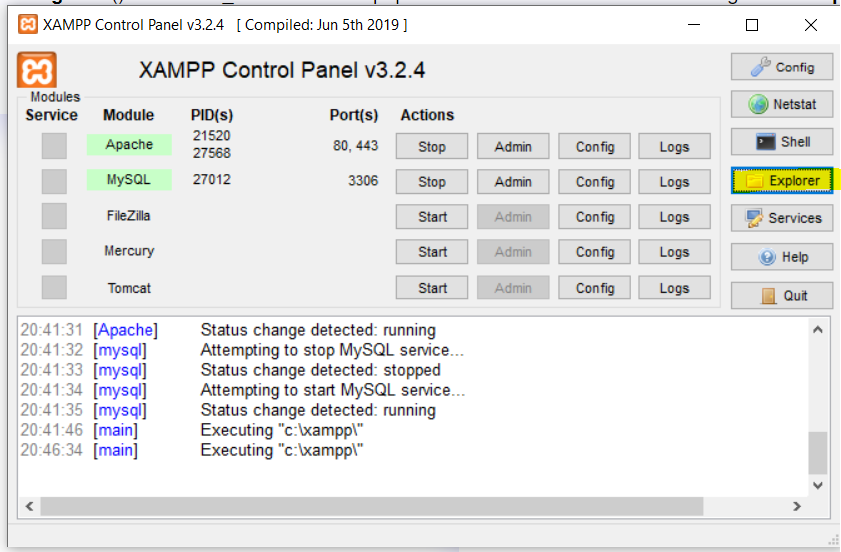 XAMPP Control Panel v3.2.4 [ Compiled: Jun 5th 2019 ]
XAMPP Control Panel v3.2.4
Config
Modules
Service Module PID(s) Port(s) Actions
Netstat
Apache 21520 27568 80, 443 Stop Admin Config Logs
Shell
MySQL 27012 3306 Stop Admin Config Logs
Explorer
FileZilla Start Admin Config Logs
Services
Mercury Start Admin Config Logs
Help
Tomcat Start Admin Config Logs
Quit
20:41:31 [Apache] Status change detected: running
20:41:32 [mysql] Attempting to stop MySQL service...
20:41:33 [mysql] Status change detected: stopped
20:41:34 [mysql] Attempting to start MySQL service...
20:41:35 [mysql] Status change detected: running
20:41:46 [main] Executing "c:\xampp\"
20:46:34 [main] Executing "c:\xampp\"